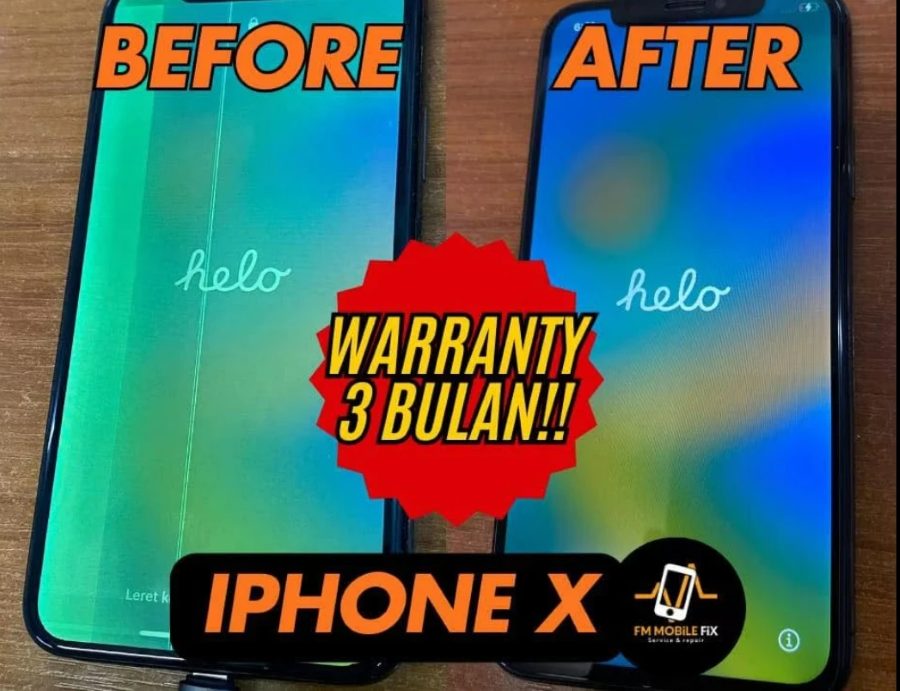 BEFORE
AFTER
helo
helo
WARRANTY
3 BULAN!!
Leret
IPHONE X
FM MOBILE FIX
Service & repair